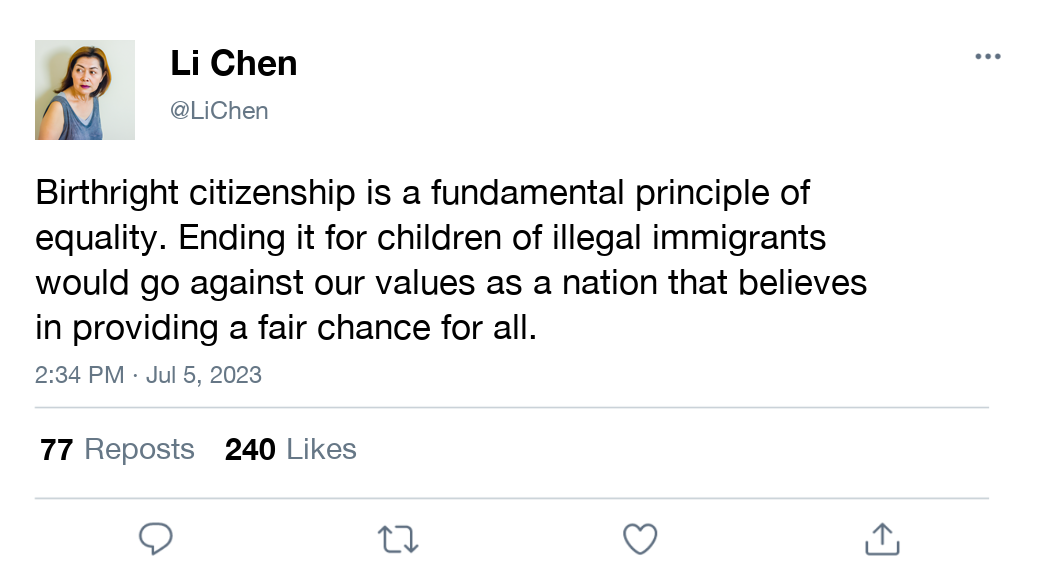 Li Chen
@LiChen
Birthright citizenship is a fundamental principle of
equality. Ending it for children of illegal immigrants
would go against our values as a nation that believes
in providing a fair chance for all.
2:34 PM · Jul 5, 2023
77 Reposts 240 Likes